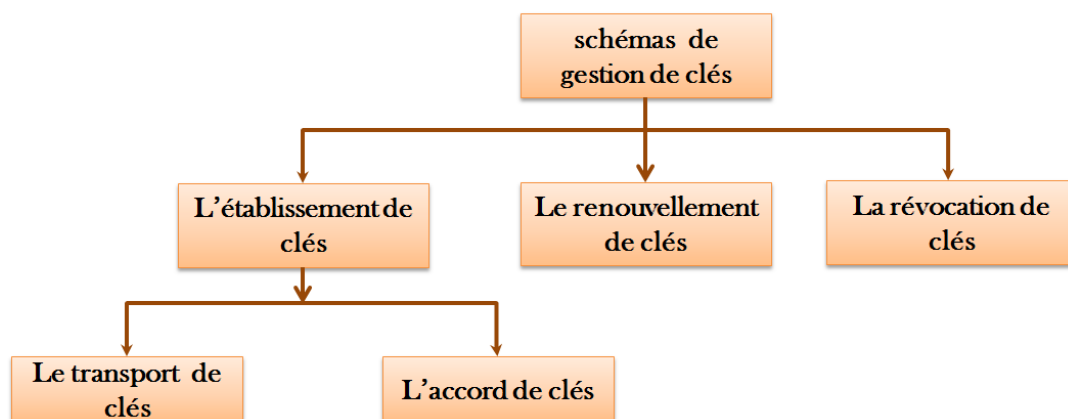 schémas de
gestion de clés
L'établissement de
clés
Le renouvellement
de clés
La révocation de
clés
Le transport de
clés
L'accord de clés